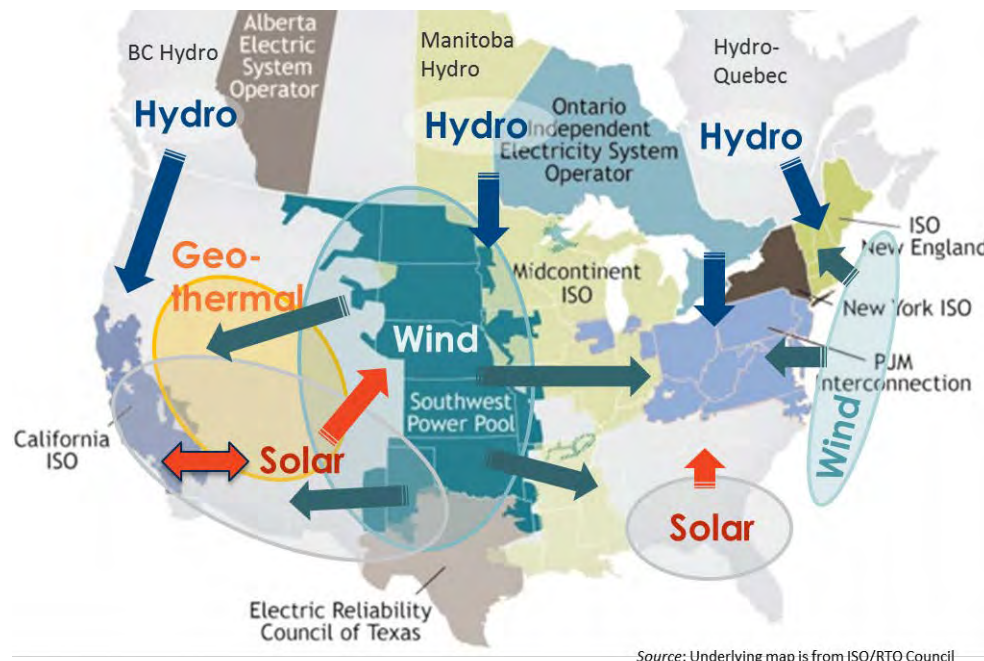 BC Hydro
Alberta
Electric
System
Operator
Manitoba
Hydro
Hydro-
Quebec
Hydro
Hydro
Hydro
Ontario
Independent
Electricity System
Operator
ISO
New England
Geo-
thermal
Midcontinent
ISO
New York ISO
Wind
PJM
Interconnection
Wind
Southwest
Power Pool
California
ISO
Solar
Solar
Electric Reliability
Council of Texas
Source: Underlying map is from ISO/RTO Council